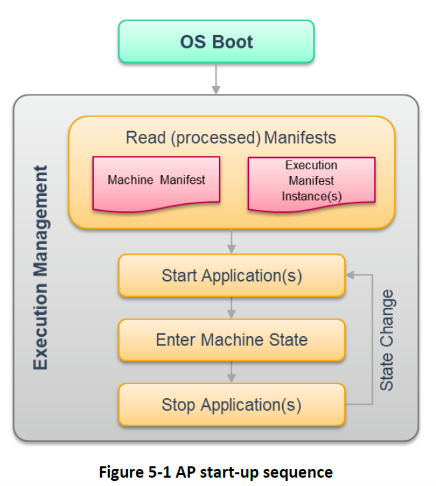 OS Boot
Execution Management
Read (processed) Manifests
Machine Manifest
Execution
Manifest
Instance(s)
Start Application(s)
Enter Machine State
Stop Application(s)
State Change
Figure 5-1 AP start-up sequence